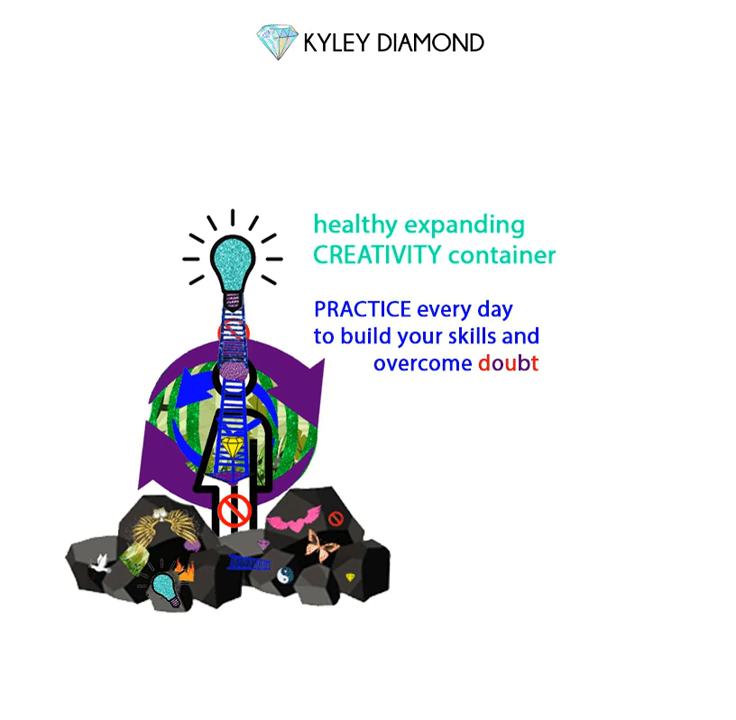 KYLEY DIAMOND
healthy expanding
CREATIVITY container
PRACTICE every day
to build your skills and
overcome doubt